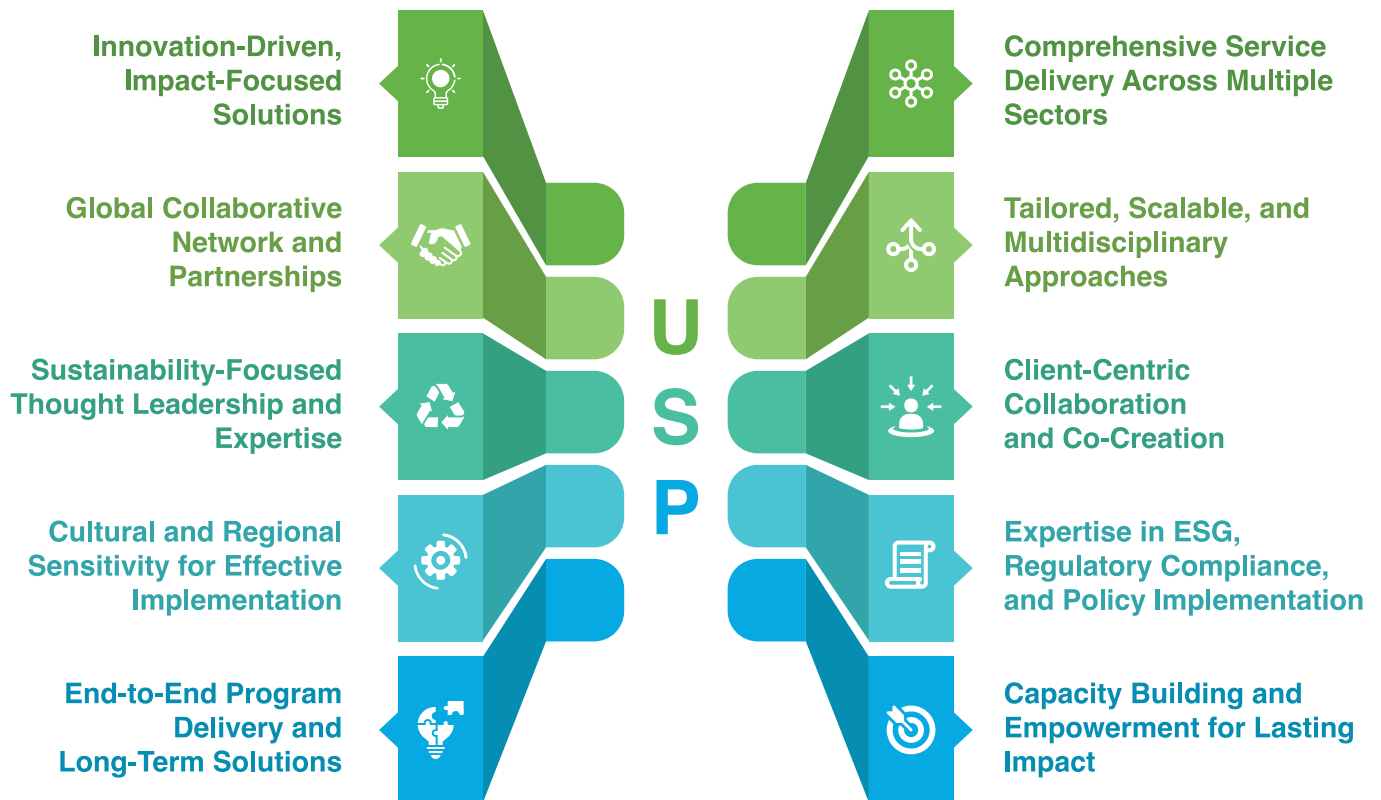 Innovation-Driven,
Impact-Focused
Solutions
Global Collaborative
Network and
Partnerships
Sustainability-Focused
Thought Leadership and
Expertise
Cultural and Regional
Sensitivity for Effective
Implementation
End-to-End Program
Delivery and
Long-Term Solutions
U
S
P
Comprehensive Service
Delivery Across Multiple
Sectors
Tailored, Scalable, and
Multidisciplinary
Approaches
Client-Centric
Collaboration
and Co-Creation
Expertise in ESG,
Regulatory Compliance,
and Policy Implementation
Capacity Building and
Empowerment for Lasting
Impact